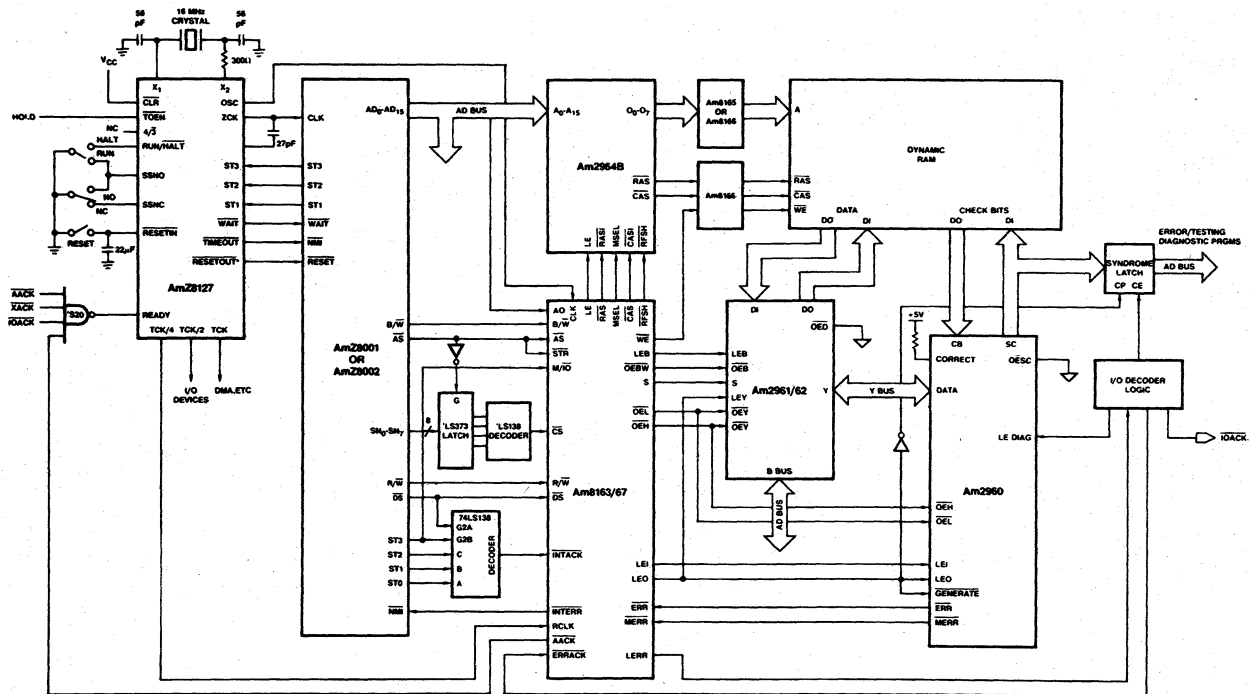 56 pF
16 MHz CRYSTAL
56 pF
300Ω
VCC
X1
X2
CLR
TOEN
4/3
RUN/HALT
SSNO
SSNC
RESETIN
OSC
ZCK
ST3
ST2
ST1
WAIT
TIMEOUT
RESETOUT*
AmZ8127
READY
TCK/4
TCK/2
TCK
HOLD
NC
HALT
RUN
NO
NC
RESET
22μF
27pF
AACK
XACK
IOACK
'S20
I/O DEVICES
DMA,ETC
AD0-AD15
CLK
ST3
ST2
ST1
WAIT
NMI
RESET
B/W
AS
AmZ8001 OR AmZ8002
SN0-SN7
R/W
DS
ST3
ST2
ST1
ST0
NMI
AD BUS
8
G
'LS373 LATCH
'LS138 DECODER
74LS138
G2A
G2B
C
B
A
DECODER
A0-A15
O0-O7
Am2964B
RAS
CAS
LE
RASI
MSEL
CASI
RFSH
Am8165 OR Am8166
Am8166
A
DYNAMIC RAM
RAS
CAS
WE
DATA
DO
DI
CHECK BITS
DO
DI
CLK
LE
RAS
MSEL
CAS
RFSH
AO
B/W
AS
STR
M/IO
CS
R/W
DS
INTACK
INTERR
RCLK
AACK
ERRACK
Am8163/67
WE
LEB
OEBW
S
OEL
OEH
LEI
LEO
ERR
MERR
LERR
DI
DO
OED
LEB
OEB
S
LEY
OEY
OEY
Am2961/62
Y
B BUS
AD BUS
Y BUS
+5V
CB
SC
CORRECT
OESC
DATA
LE DIAG
Am2960
OEH
OEL
LEI
LEO
GENERATE
ERR
MERR
SYNDROME LATCH
CP CE
ERROR/TESTING DIAGNOSTIC PRGMS
AD BUS
I/O DECODER LOGIC
IOACK